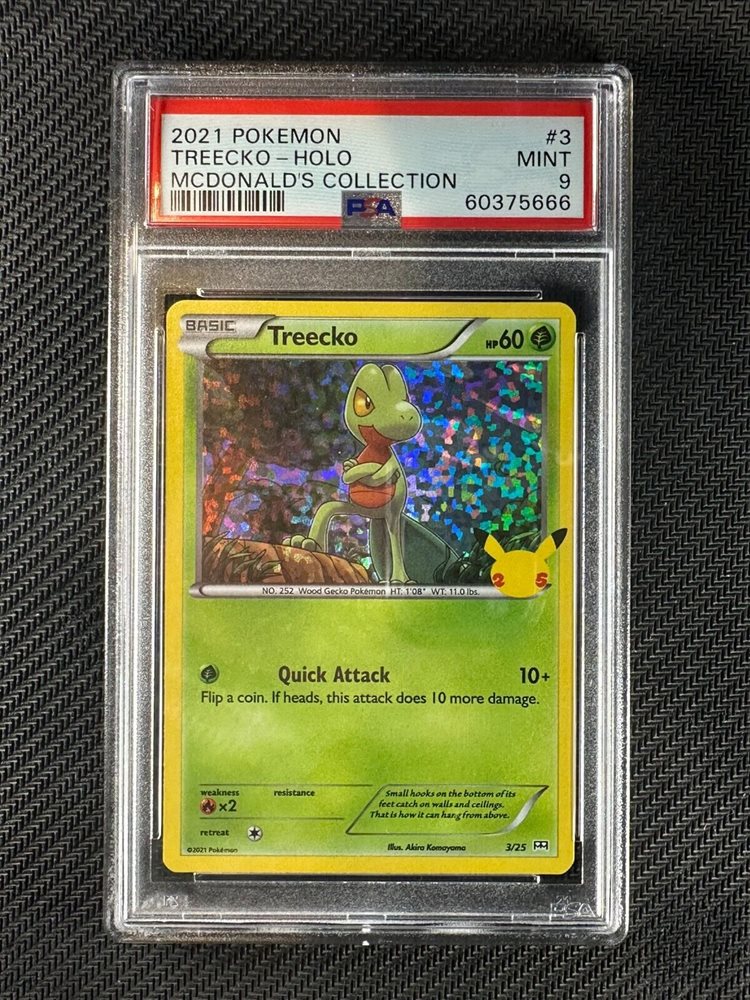 2021 POKEMON #3
TREECKO - HOLO MINT
MCDONALD'S COLLECTION 9
PSA 60375666
BASIC Treecko HP60
25
NO. 252 Wood Gecko Pokémon HT: 1'08" WT: 11.0 lbs.
Quick Attack 10+
Flip a coin. If heads, this attack does 10 more damage.
weakness resistance
×2
Small hooks on the bottom of its
feet catch on walls and ceilings.
That is how it can hang from above.
retreat
©2021 Pokémon Illus. Akira Komayama 3/25
PSA